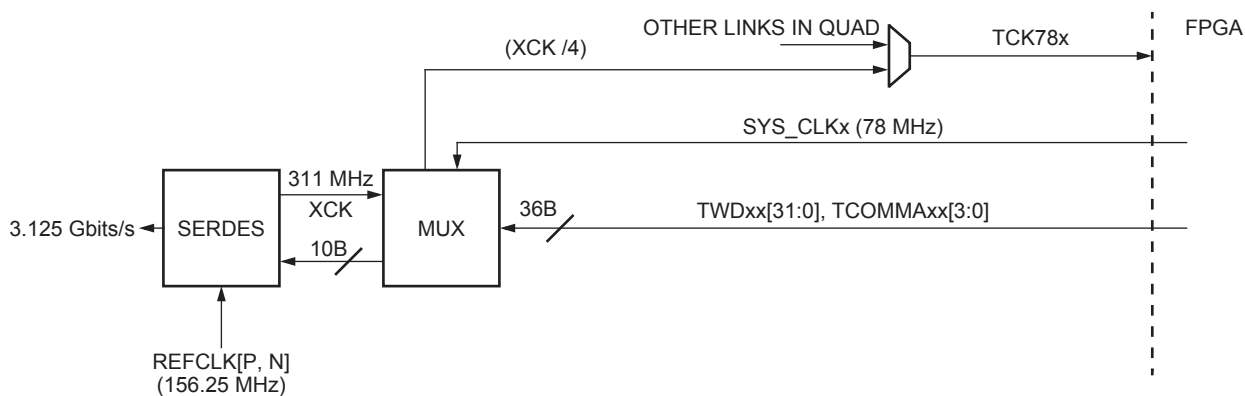 OTHER LINKS IN QUAD
TCK78x
FPGA
(XCK /4)
SYS_CLKx (78 MHz)
311 MHz
XCK
36B
TWDxx[31:0], TCOMMAxx[3:0]
3.125 Gbits/s
SERDES
MUX
10B
REFCLK[P, N]
(156.25 MHz)